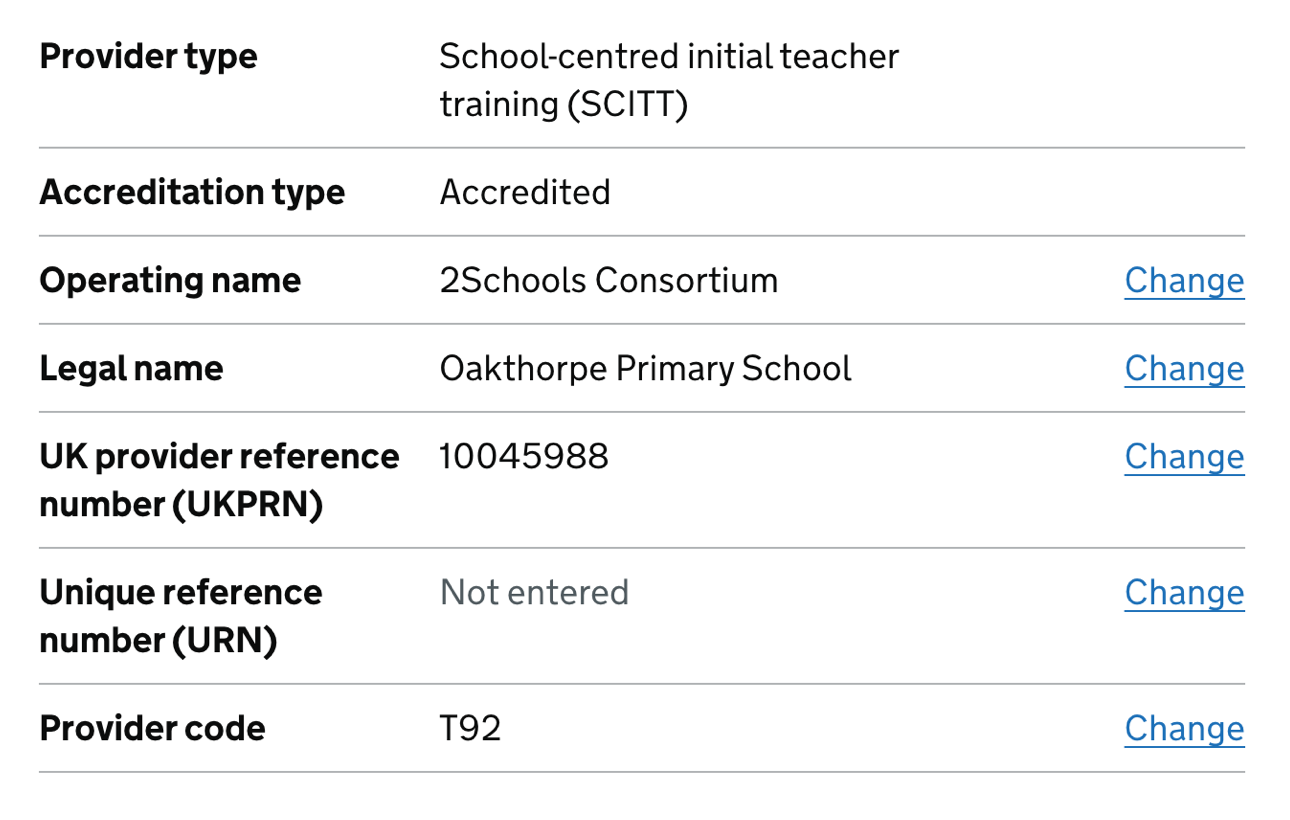 Provider type School-centred initial teacher
training (SCITT)
Accreditation type Accredited
Operating name 2Schools Consortium Change
Legal name Oakthorpe Primary School Change
UK provider reference 10045988 Change
number (UKPRN)
Unique reference Not entered Change
number (URN)
Provider code T92 Change